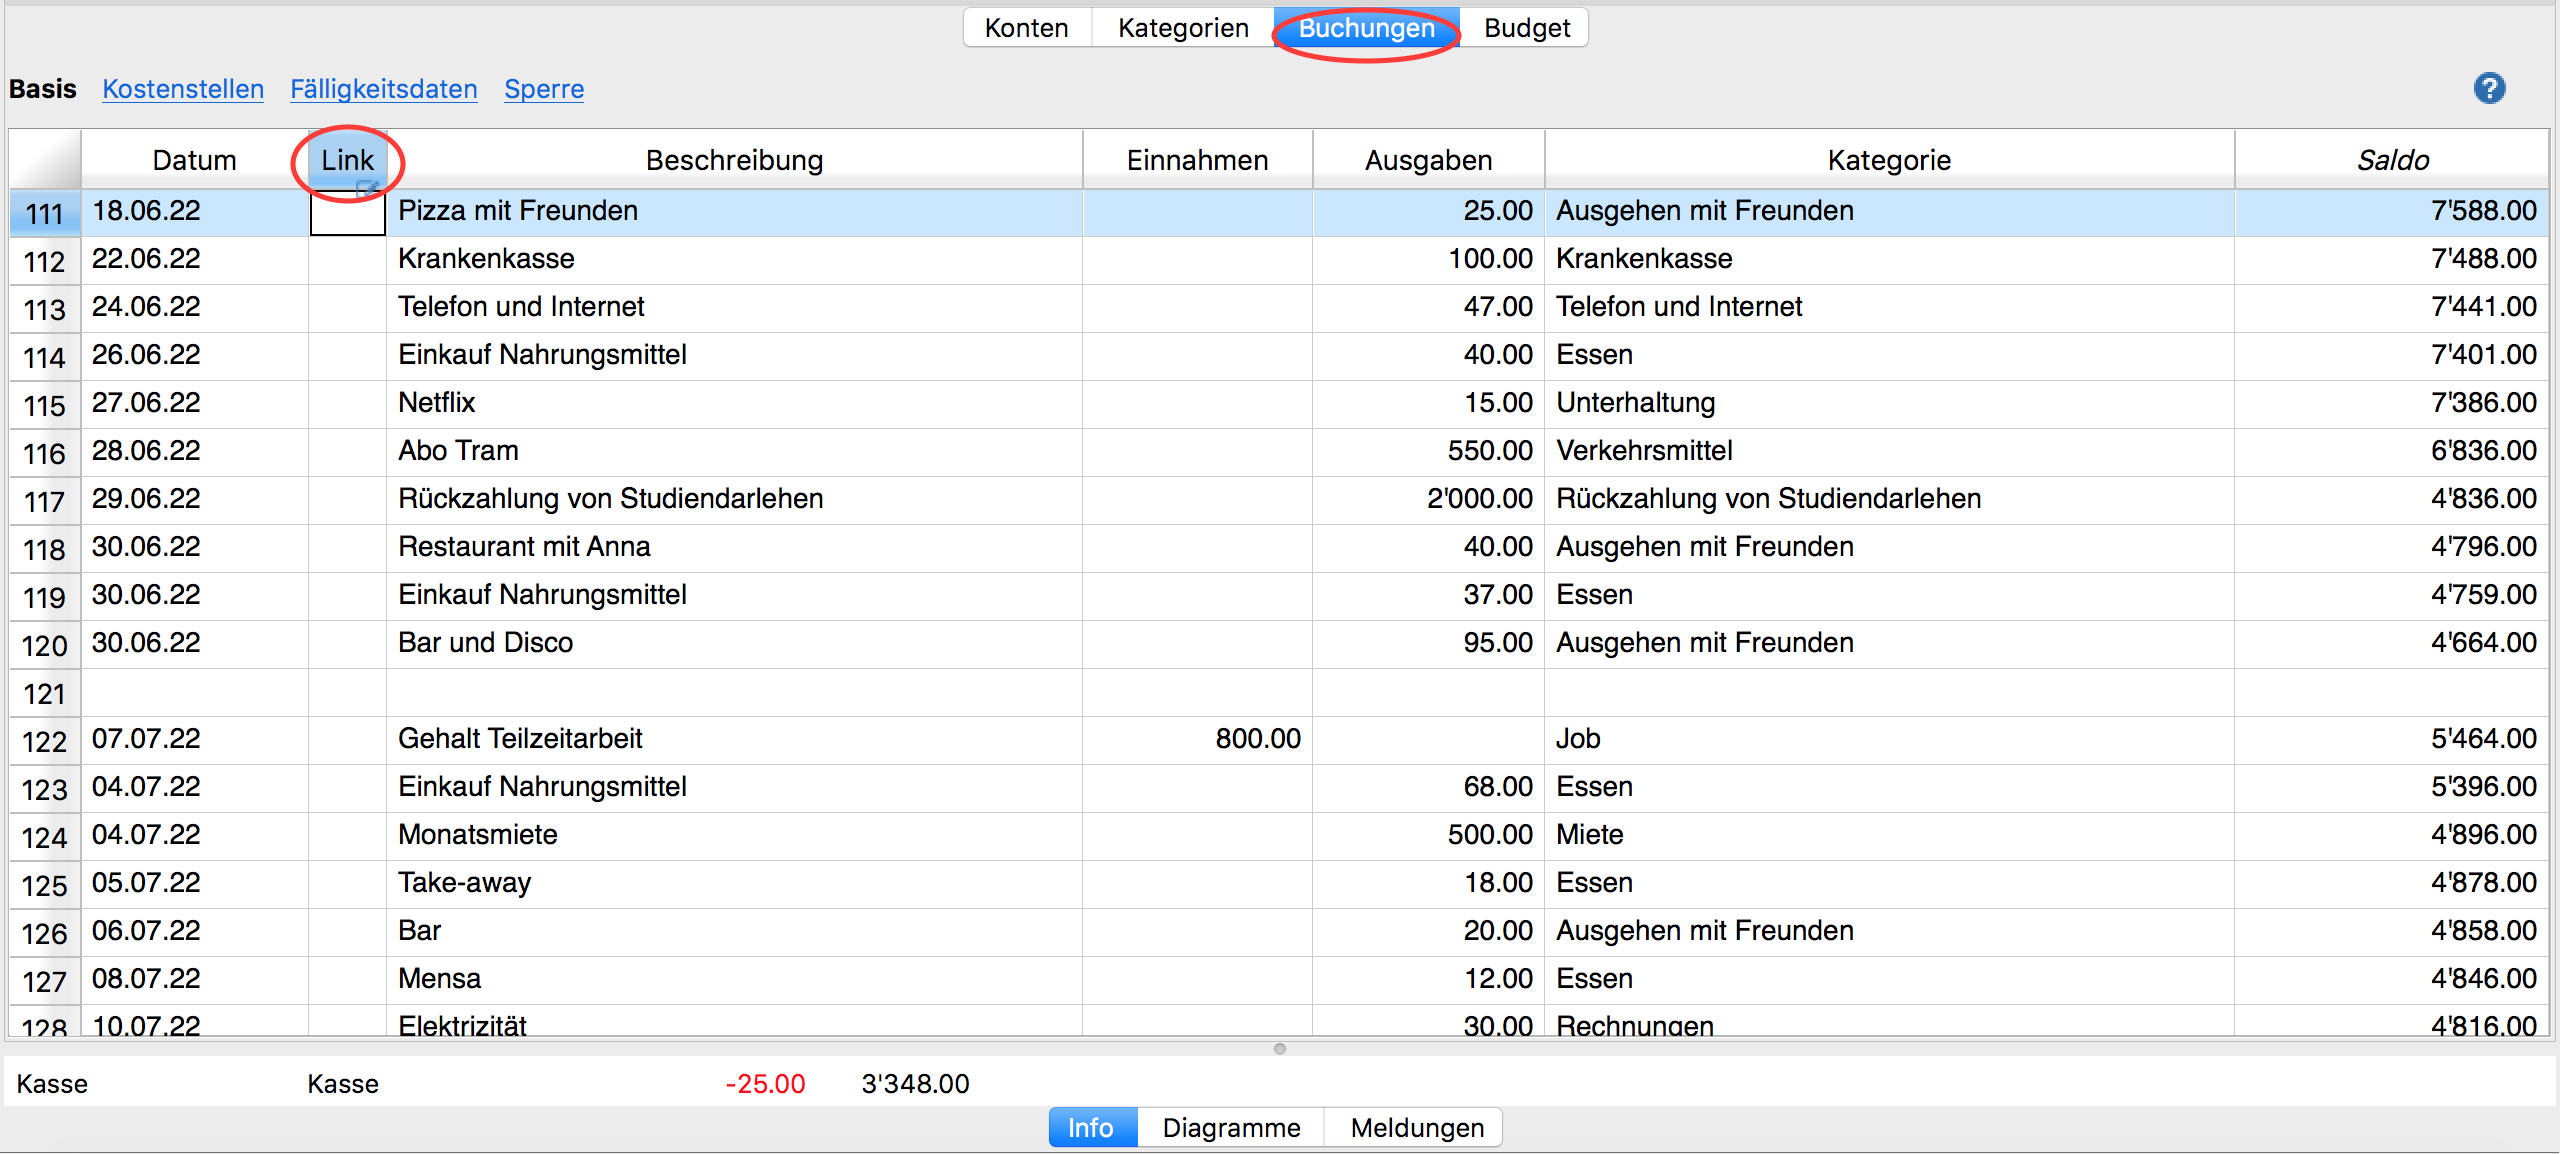 Konten Kategorien Buchungen Budget
Basis Kostenstellen Fälligkeitsdaten Sperre ?
Datum Link Beschreibung Einnahmen Ausgaben Kategorie Saldo
111 18.06.22 Pizza mit Freunden 25.00 Ausgehen mit Freunden 7'588.00
112 22.06.22 Krankenkasse 100.00 Krankenkasse 7'488.00
113 24.06.22 Telefon und Internet 47.00 Telefon und Internet 7'441.00
114 26.06.22 Einkauf Nahrungsmittel 40.00 Essen 7'401.00
115 27.06.22 Netflix 15.00 Unterhaltung 7'386.00
116 28.06.22 Abo Tram 550.00 Verkehrsmittel 6'836.00
117 29.06.22 Rückzahlung von Studiendarlehen 2'000.00 Rückzahlung von Studiendarlehen 4'836.00
118 30.06.22 Restaurant mit Anna 40.00 Ausgehen mit Freunden 4'796.00
119 30.06.22 Einkauf Nahrungsmittel 37.00 Essen 4'759.00
120 30.06.22 Bar und Disco 95.00 Ausgehen mit Freunden 4'664.00
121
122 07.07.22 Gehalt Teilzeitarbeit 800.00 Job 5'464.00
123 04.07.22 Einkauf Nahrungsmittel 68.00 Essen 5'396.00
124 04.07.22 Monatsmiete 500.00 Miete 4'896.00
125 05.07.22 Take-away 18.00 Essen 4'878.00
126 06.07.22 Bar 20.00 Ausgehen mit Freunden 4'858.00
127 08.07.22 Mensa 12.00 Essen 4'846.00
128 10.07.22 Elektrizität 30.00 Rechnungen 4'816.00
Kasse Kasse -25.00 3'348.00
Info Diagramme Meldungen